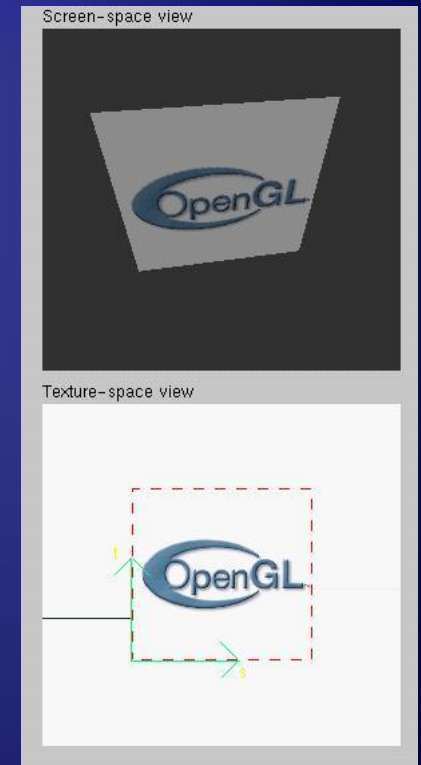 Screen-space view
OpenGL
Texture-space view
t
OpenGL
s